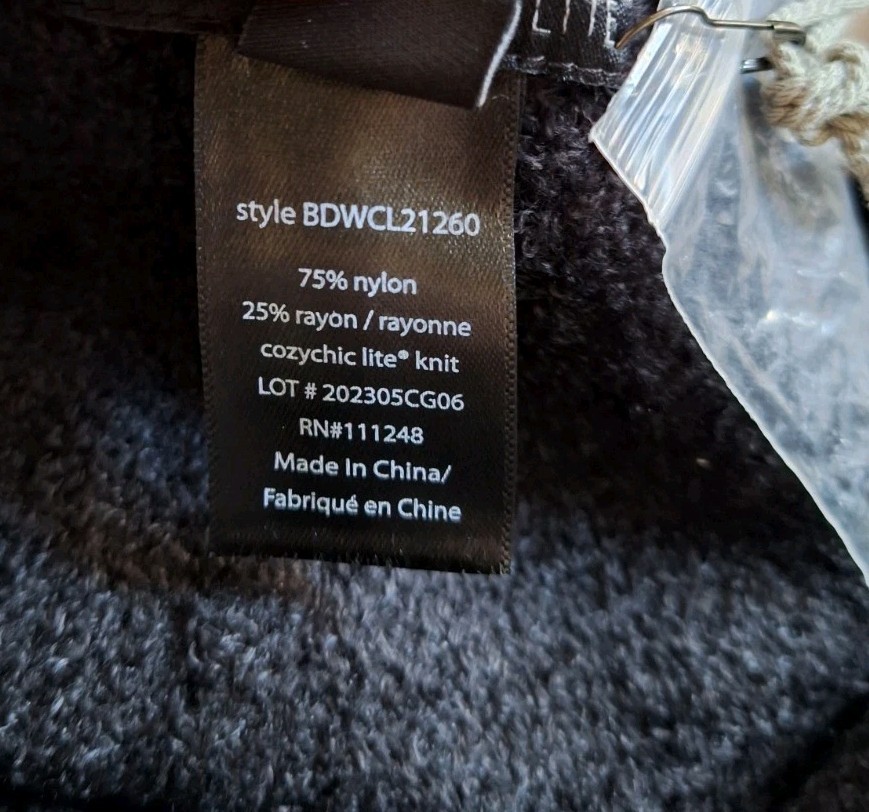 LITE
style BDWCL21260
75% nylon
25% rayon / rayonne
cozychic lite® knit
LOT # 202305CG06
RN#111248
Made In China/
Fabriqué en Chine